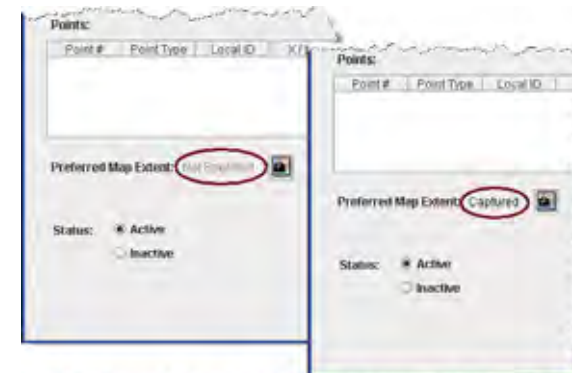 Points:
Point # Point Type Local ID X /
Preferred Map Extent: Not
Status: Active
Inactive
Points:
Point # Point Type Local ID
Preferred Map Extent: Captured
Status: Active
Inactive